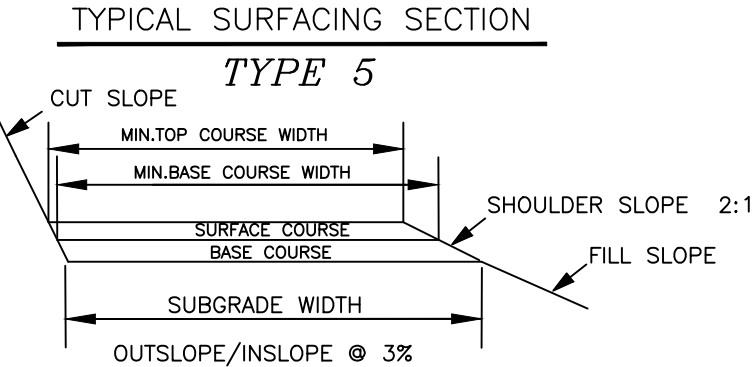 TYPICAL SURFACING SECTION
TYPE 5
CUT SLOPE
MIN.TOP COURSE WIDTH
MIN.BASE COURSE WIDTH
SHOULDER SLOPE 2:1
SURFACE COURSE
BASE COURSE
FILL SLOPE
SUBGRADE WIDTH
OUTSLOPE/INSLOPE @ 3%